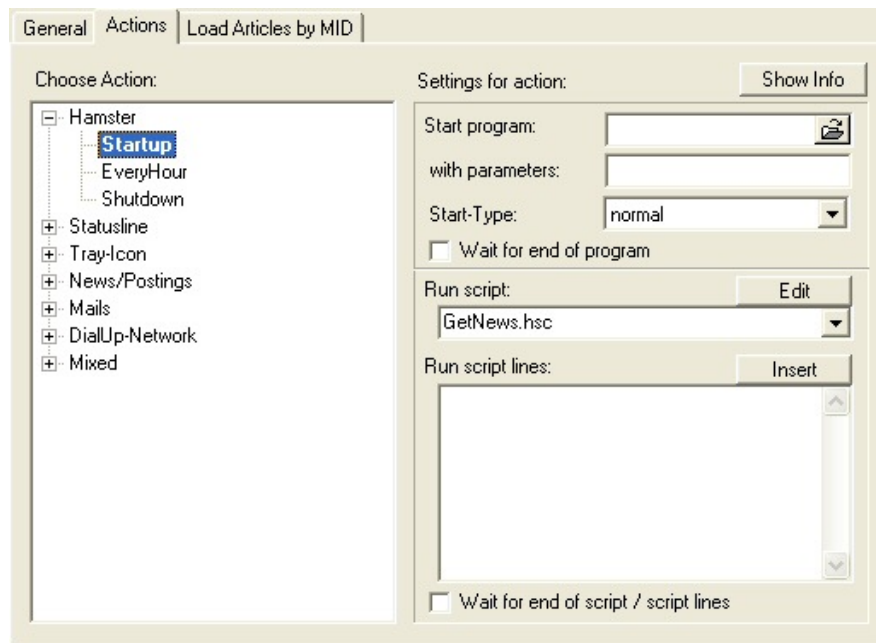 General
Actions
Load Articles by MID
Choose Action:
Hamster
Startup
EveryHour
Shutdown
Statusline
Tray-Icon
News/Postings
Mails
DialUp-Network
Mixed
Settings for action:
Show Info
Start program:
with parameters:
Start-Type:
normal
Wait for end of program
Run script:
Edit
GetNews.hsc
Run script lines:
Insert
Wait for end of script / script lines